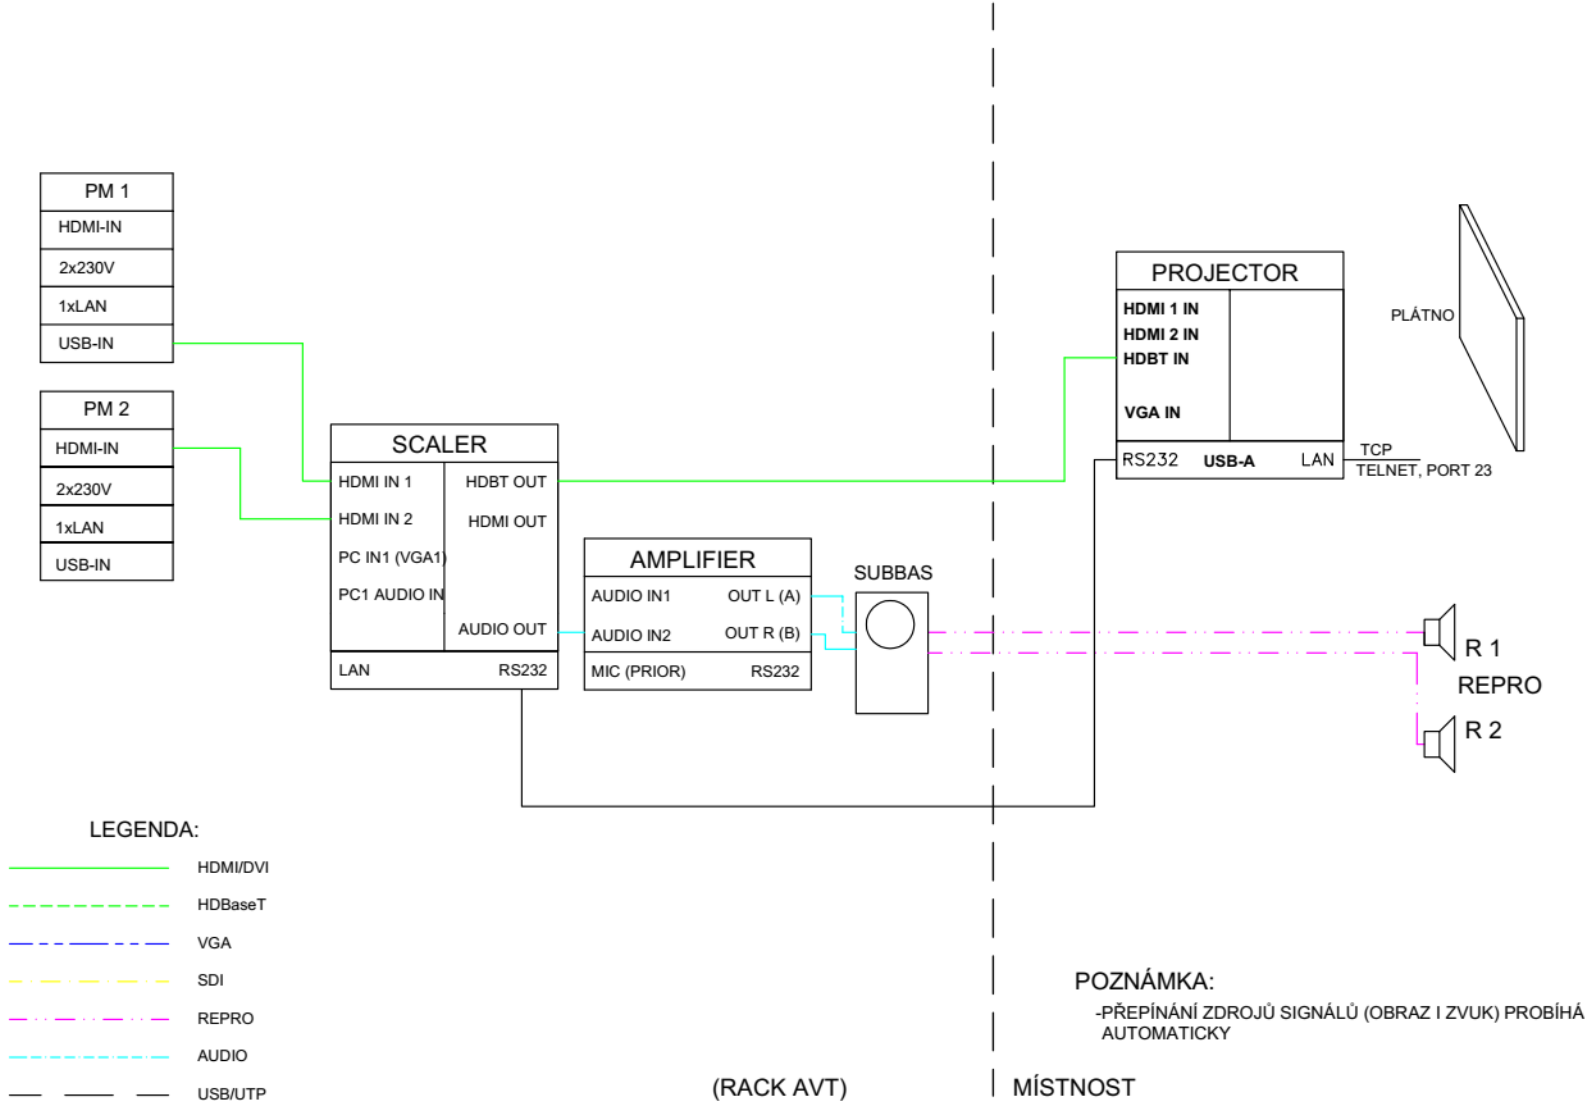 PM 1
HDMI-IN
2x230V
1xLAN
USB-IN
PM 2
HDMI-IN
2x230V
1xLAN
USB-IN
SCALER
HDMI IN 1
HDBT OUT
HDMI IN 2
HDMI OUT
PC IN1 (VGA1)
PC1 AUDIO IN
AUDIO OUT
LAN
RS232
AMPLIFIER
AUDIO IN1
OUT L (A)
AUDIO IN2
OUT R (B)
MIC (PRIOR)
RS232
SUBBAS
PROJECTOR
HDMI 1 IN
HDMI 2 IN
HDBT IN
VGA IN
RS232
USB-A
LAN
TCP
TELNET, PORT 23
PLÁTNO
R 1
REPRO
R 2
LEGENDA:
HDMI/DVI
HDBaseT
VGA
SDI
REPRO
AUDIO
USB/UTP
POZNÁMKA:
-PŘEPÍNÁNÍ ZDROJŮ SIGNÁLŮ (OBRAZ I ZVUK) PROBÍHÁ
AUTOMATICKY
(RACK AVT)
MÍSTNOST